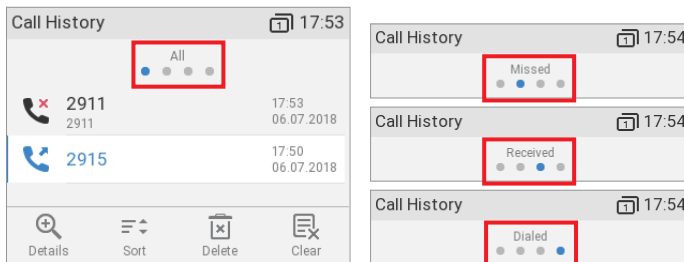 Call History 1 17:53
All
2911 17:53
2911 06.07.2018
2915 17:50
06.07.2018
Details Sort Delete Clear
Call History 1 17:54
Missed
Call History 1 17:54
Received
Call History 1 17:54
Dialed